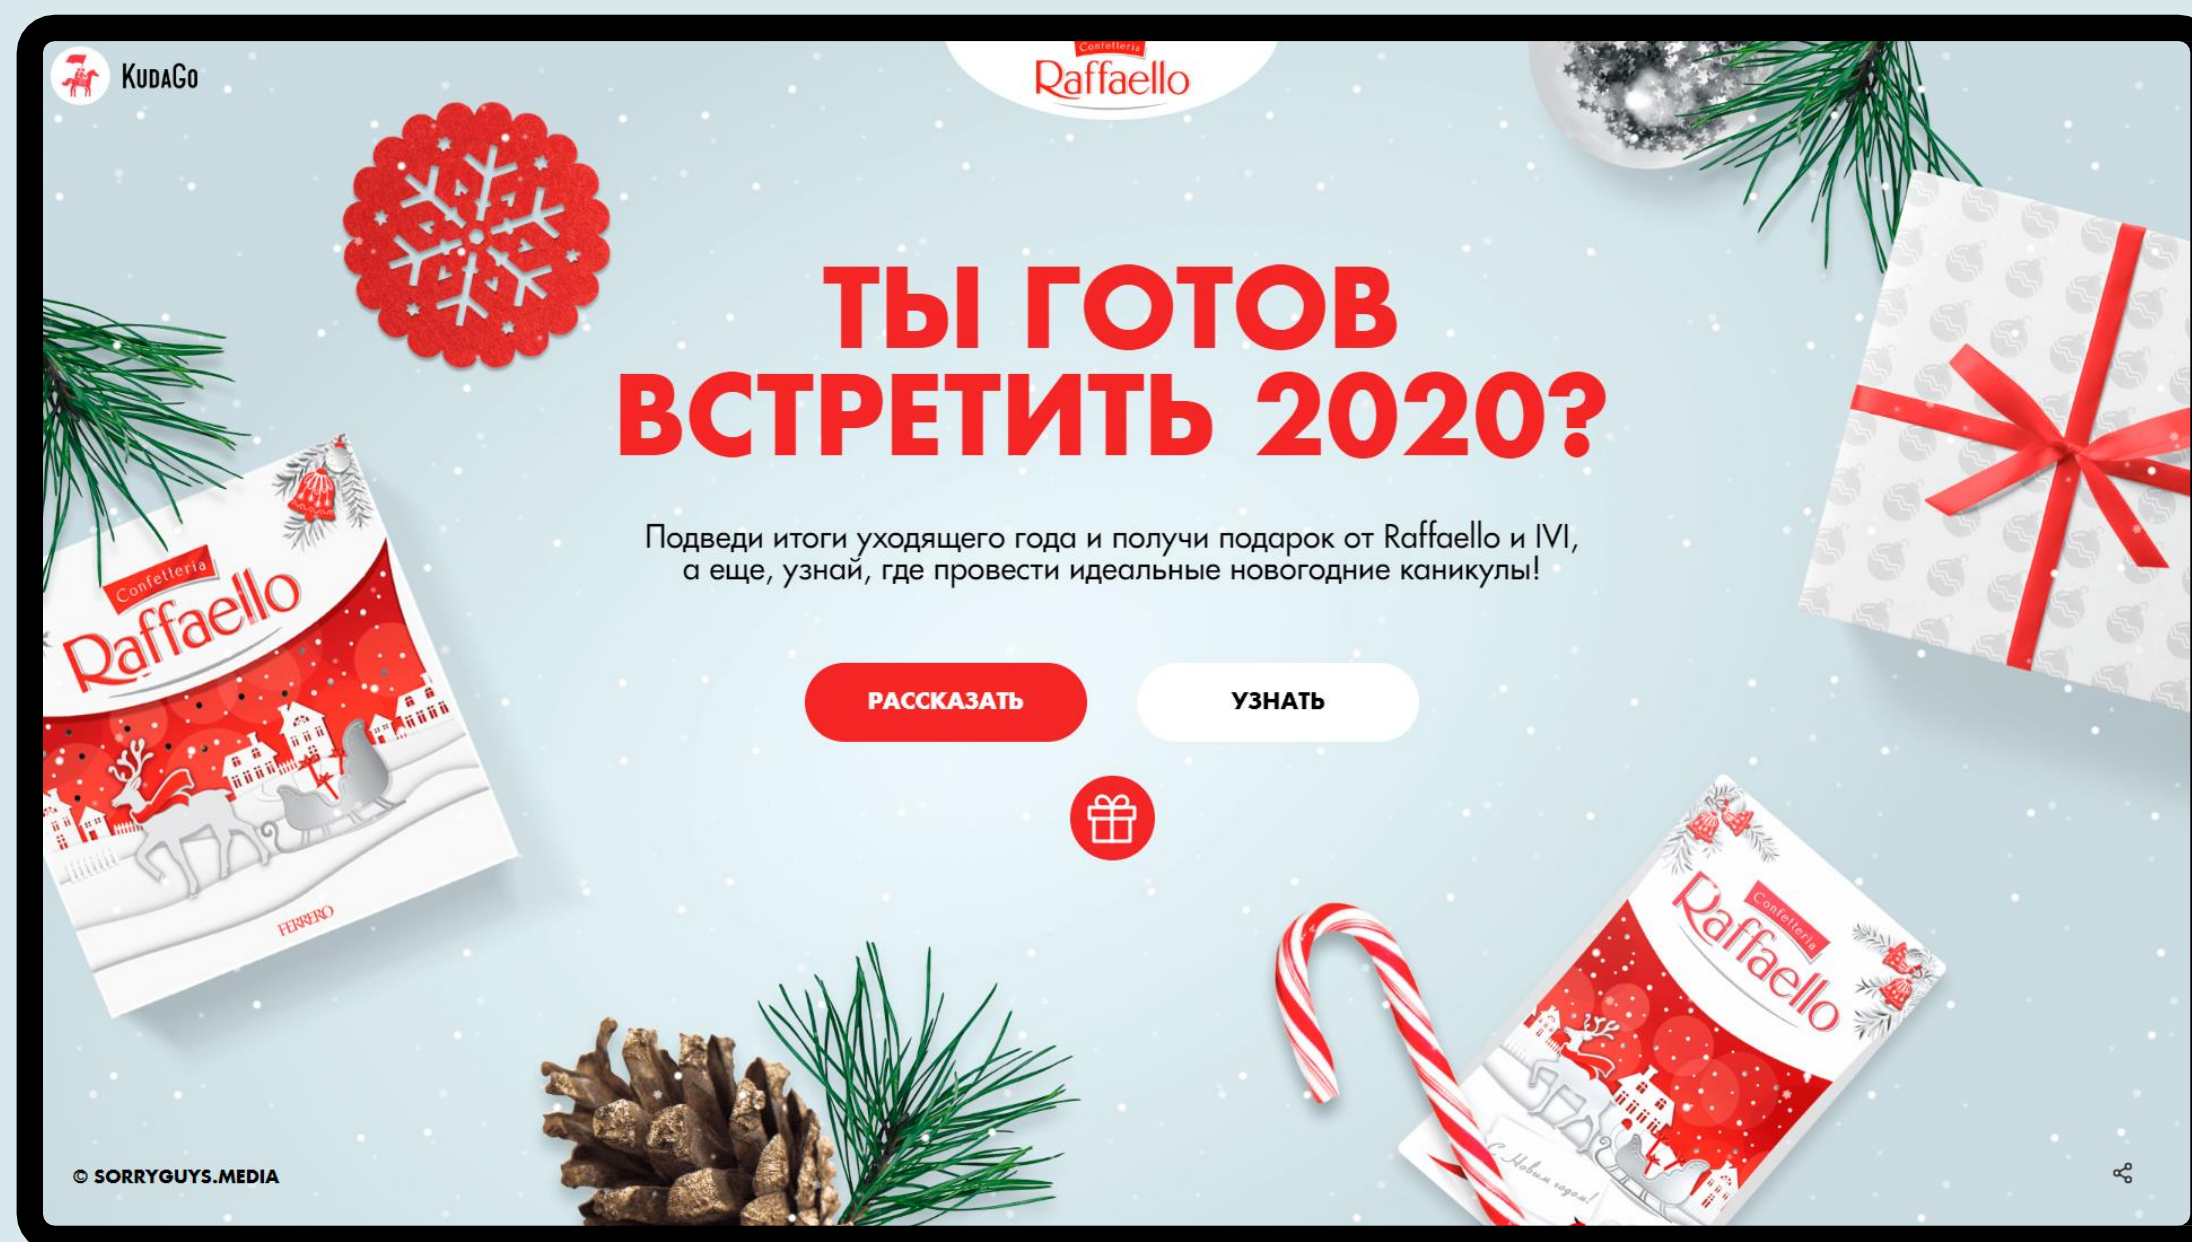 KUDAGO
Confetteria
Raffaello
ТЫ ГОТОВ
ВСТРЕТИТЬ 2020?
Подведи итоги уходящего года и получи подарок от Raffaello и IVI,
а еще, узнай, где провести идеальные новогодние каникулы!
РАССКАЗАТЬ
УЗНАТЬ
Confetteria
Raffaello
FERRERO
Confetteria
Raffaello
С Новым годом!
© SORRYGUYS.MEDIA